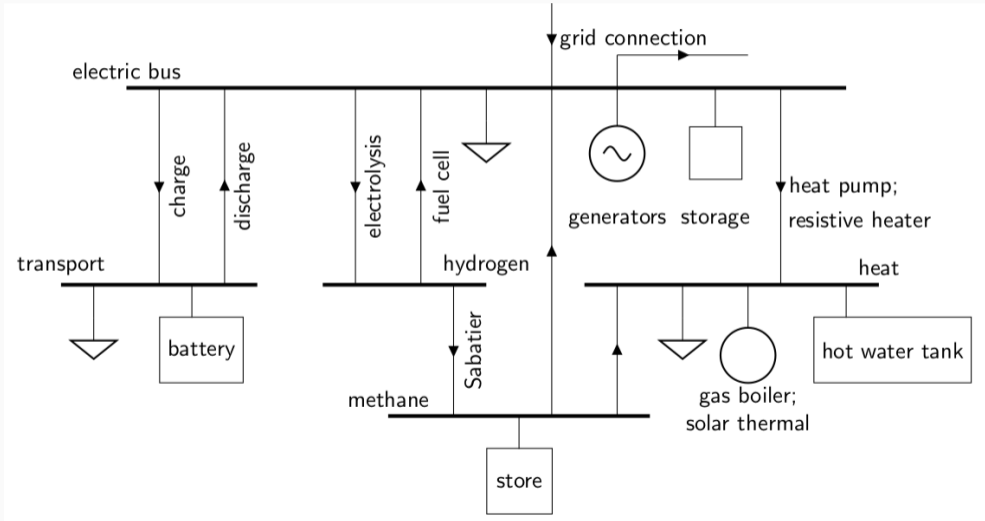 grid connection
electric bus
charge
discharge
electrolysis
fuel cell
generators
storage
heat pump;
resistive heater
transport
hydrogen
heat
battery
Sabatier
hot water tank
methane
gas boiler;
solar thermal
store